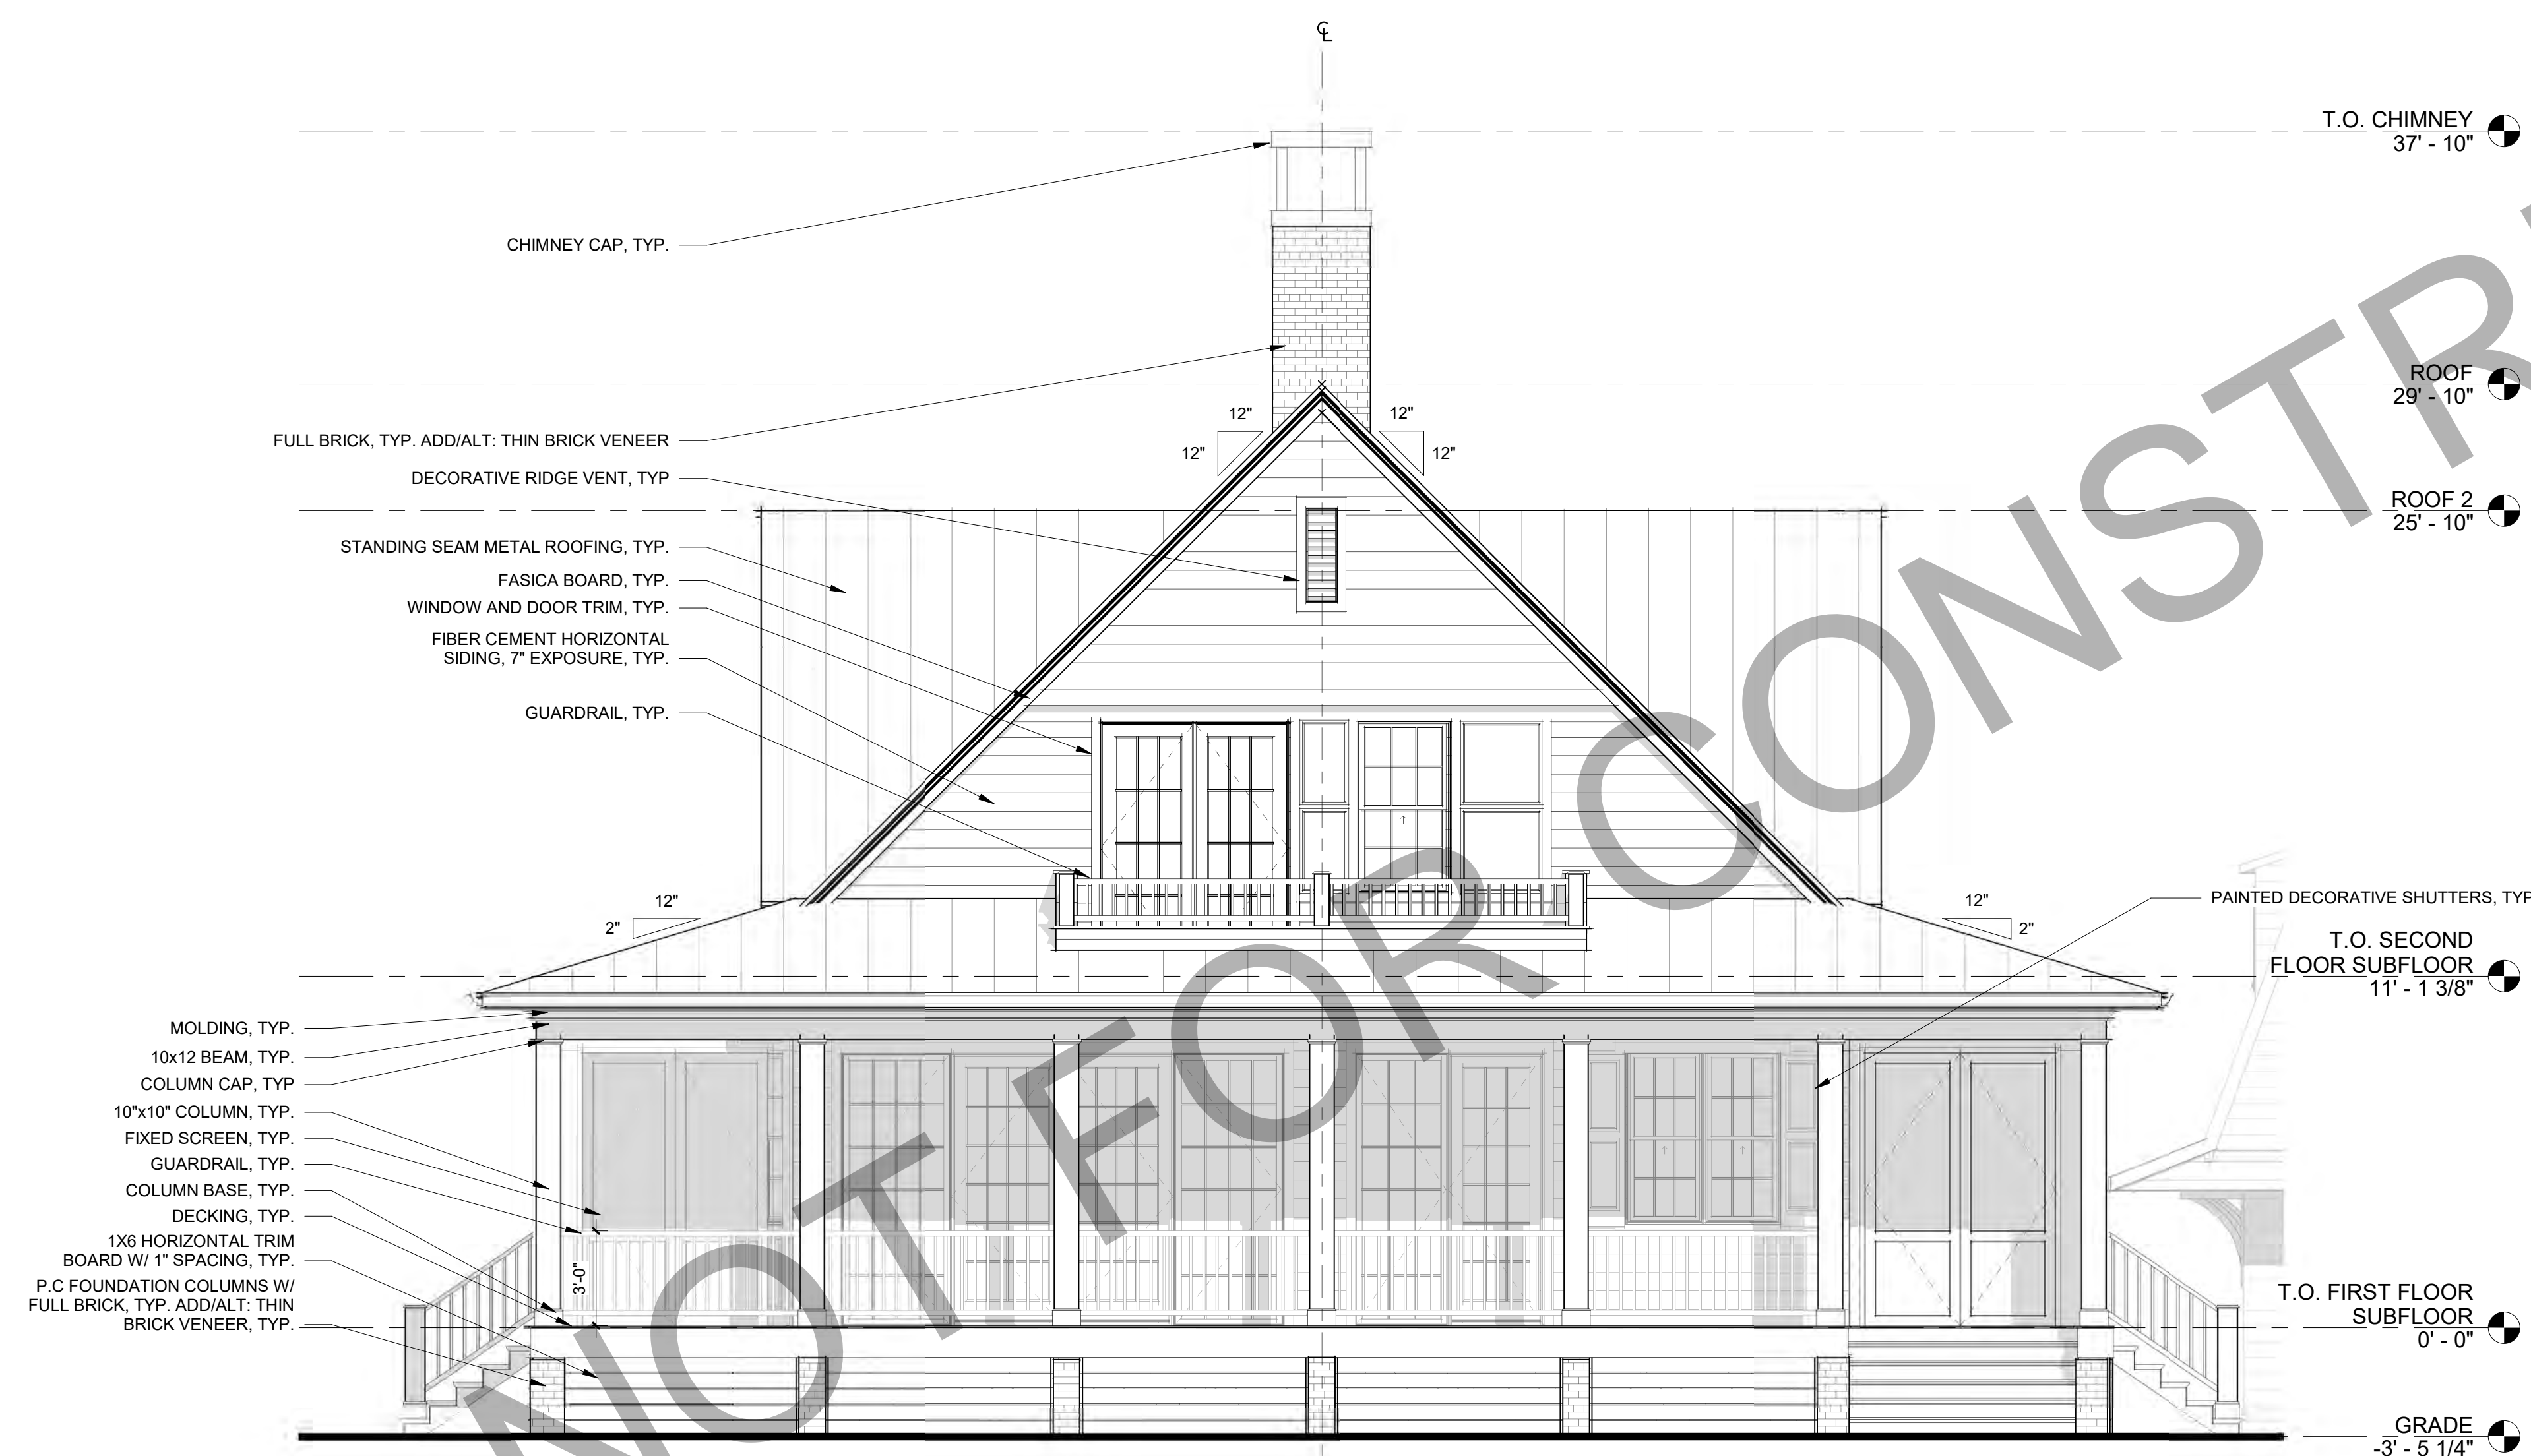 ℄
T.O. CHIMNEY
37' - 10"
CHIMNEY CAP, TYP.
ROOF
29' - 10"
12"
12"
12"
12"
FULL BRICK, TYP. ADD/ALT: THIN BRICK VENEER
DECORATIVE RIDGE VENT, TYP
ROOF 2
25' - 10"
STANDING SEAM METAL ROOFING, TYP.
FASICA BOARD, TYP.
WINDOW AND DOOR TRIM, TYP.
FIBER CEMENT HORIZONTAL
SIDING, 7" EXPOSURE, TYP.
GUARDRAIL, TYP.
12"
2"
12"
2"
PAINTED DECORATIVE SHUTTERS, TYP
T.O. SECOND
FLOOR SUBFLOOR
11' - 1 3/8"
MOLDING, TYP.
10x12 BEAM, TYP.
COLUMN CAP, TYP
10"x10" COLUMN, TYP.
FIXED SCREEN, TYP.
GUARDRAIL, TYP.
COLUMN BASE, TYP.
DECKING, TYP.
1X6 HORIZONTAL TRIM
BOARD W/ 1" SPACING, TYP.
P.C FOUNDATION COLUMNS W/
FULL BRICK, TYP. ADD/ALT: THIN
BRICK VENEER, TYP.
3'-0"
T.O. FIRST FLOOR
SUBFLOOR
0' - 0"
GRADE
-3' - 5 1/4"
NOT FOR CONSTR